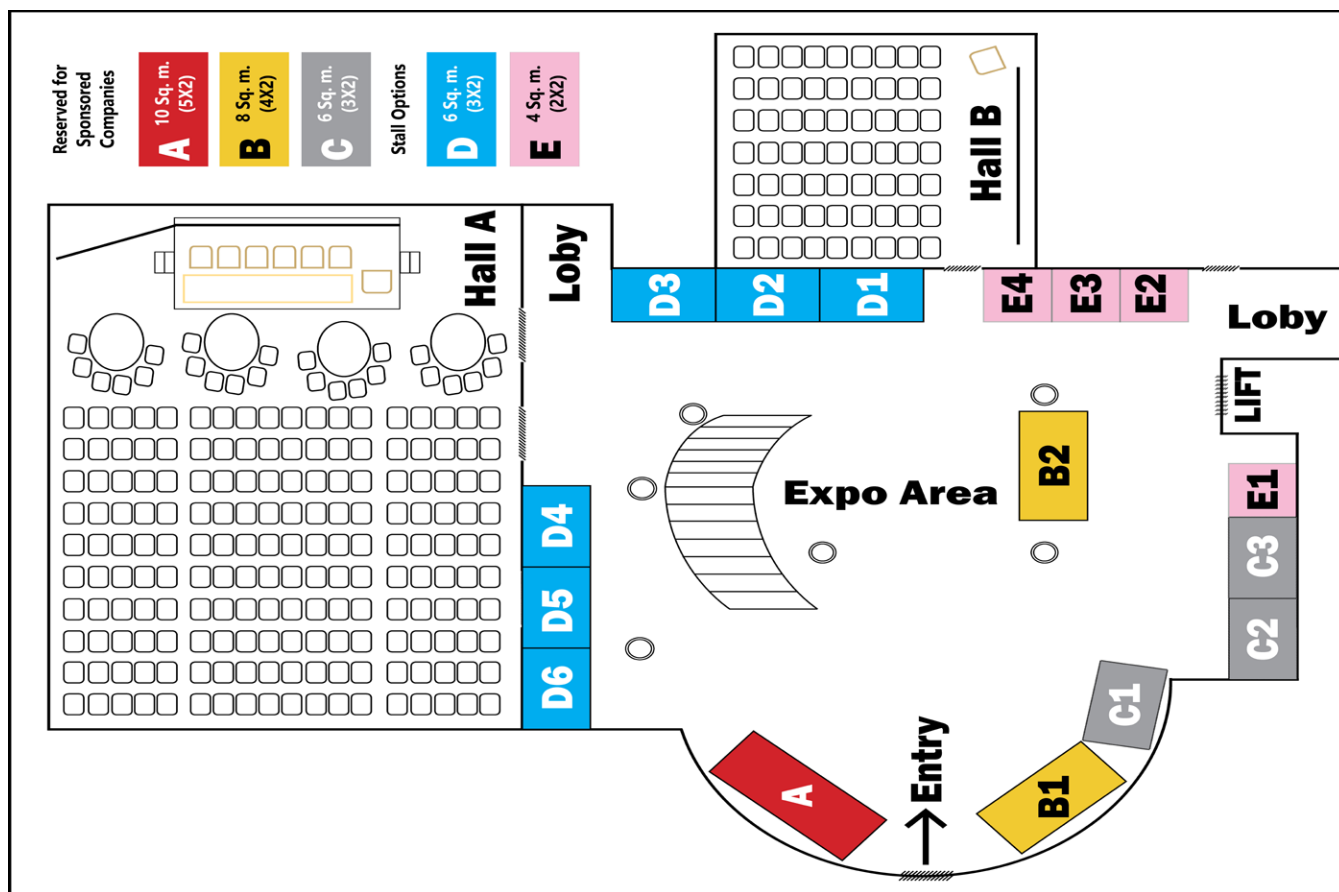 Reserved for
Sponsored
Companies
A
10 Sq. m.
(5X2)
B
8 Sq. m.
(4X2)
C
6 Sq. m.
(3X2)
Stall Options
D
6 Sq. m.
(3X2)
E
4 Sq. m.
(2X2)
Hall A
Loby
Hall B
D3
D2
D1
E4
E3
E2
Loby
LIFT
B2
Expo Area
E1
D4
C3
D5
C2
D6
C1
A
Entry
B1